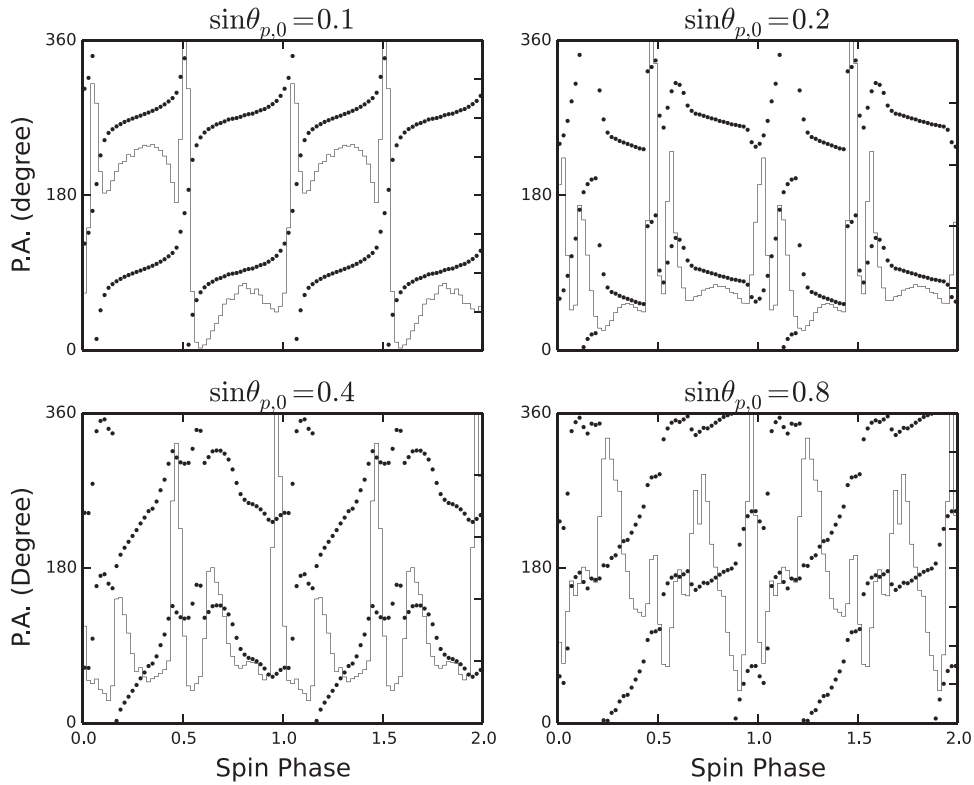 sinθp,0=0.1
sinθp,0=0.2
360
360
P.A. (degree)
180
180
0
0
sinθp,0=0.4
sinθp,0=0.8
360
360
P.A. (Degree)
180
180
0
0
0.0 0.5 1.0 1.5 2.0
0.0 0.5 1.0 1.5 2.0
Spin Phase
Spin Phase